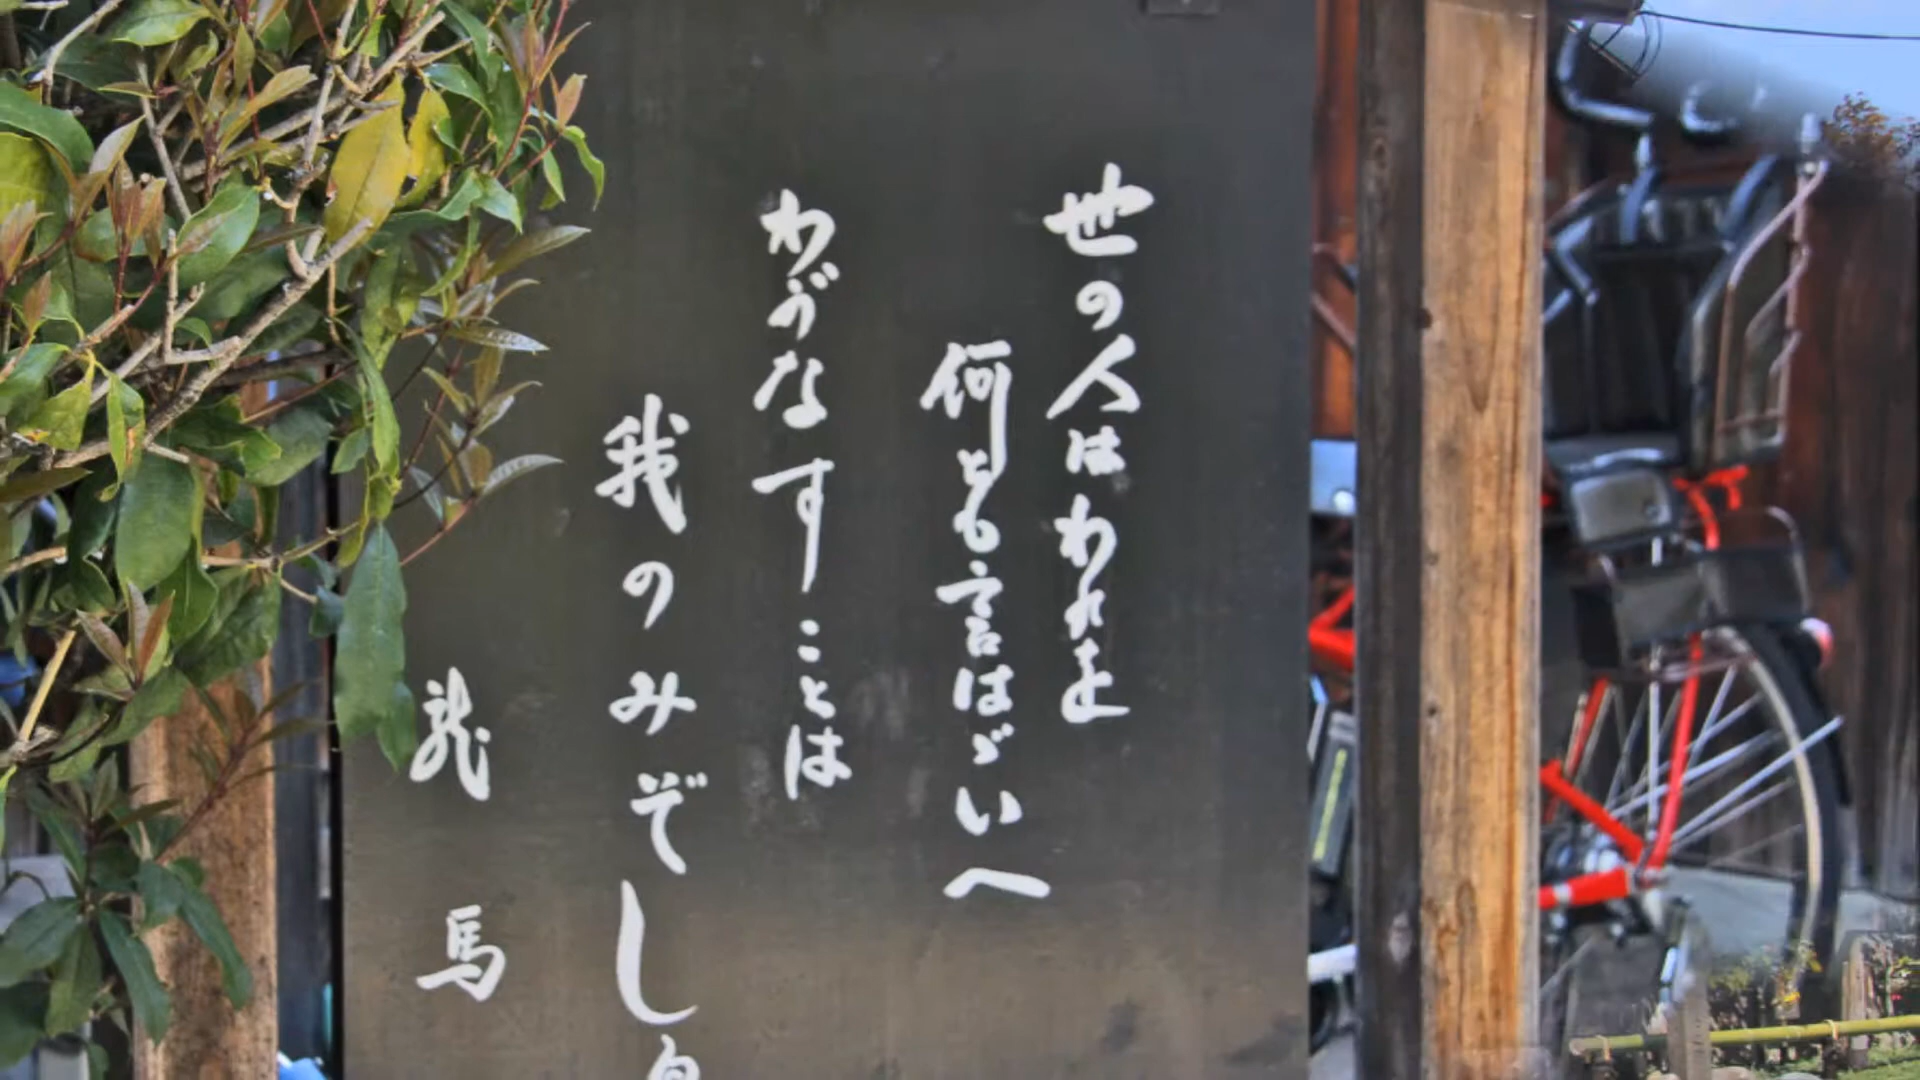 世の人はわれを
何とも言はゞいへ
わがなすことは
我のみぞし
龍馬